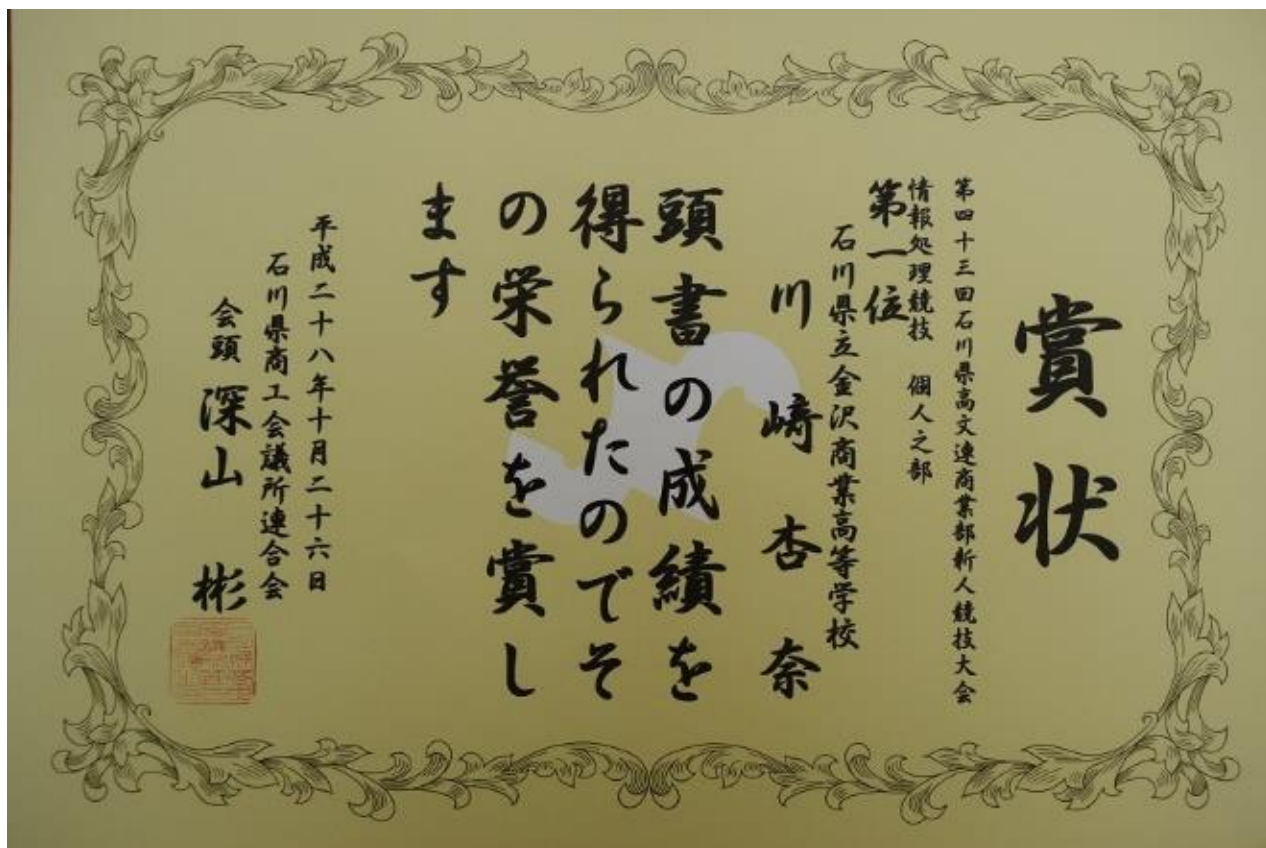 賞状
第四十三回石川県高文連商業部新人競技大会
情報処理競技 個人之部
第一位
石川県立金沢商業高等学校
川崎杏奈
頭書の成績を
得られたのでそ
の栄誉を賞し
ます
平成二十八年十月二十六日
石川県商工会議所連合会
会頭 深山 彬